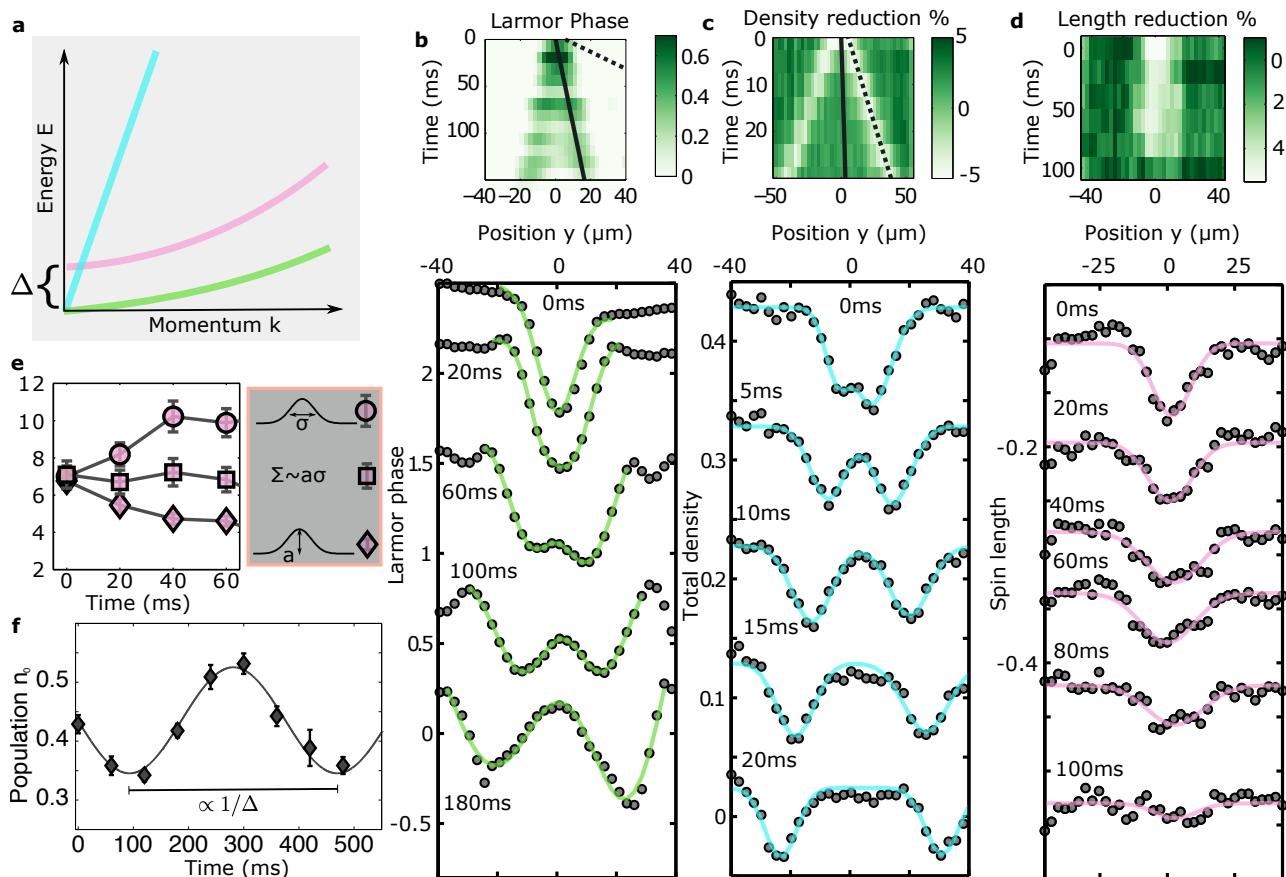 a
Energy E
Δ{
Momentum k
b
Larmor Phase
0
50
100
Time (ms)
−40
−20
0
20
40
0.6
0.4
0.2
0
Position y (μm)
c
Density reduction %
0
10
20
Time (ms)
−50
0
50
5
0
-5
Position y (μm)
d
Length reduction %
0
50
100
Time (ms)
−40
0
40
0
2
4
Position y (μm)
e
12
10
8
6
4
2
0
20
40
60
Time (ms)
σ
Σ~aσ
a
f
Population n₀
0.5
0.4
0.3
∝ 1/Δ
0
100
200
300
400
500
Time (ms)
-40
0
40
Larmor phase
2
1.5
1
0.5
0
-0.5
0ms
20ms
60ms
100ms
180ms
-40
0
40
Total density
0.4
0.3
0.2
0.1
0
0ms
5ms
10ms
15ms
20ms
-25
0
25
Spin length
-0.2
-0.4
0ms
20ms
40ms
60ms
80ms
100ms